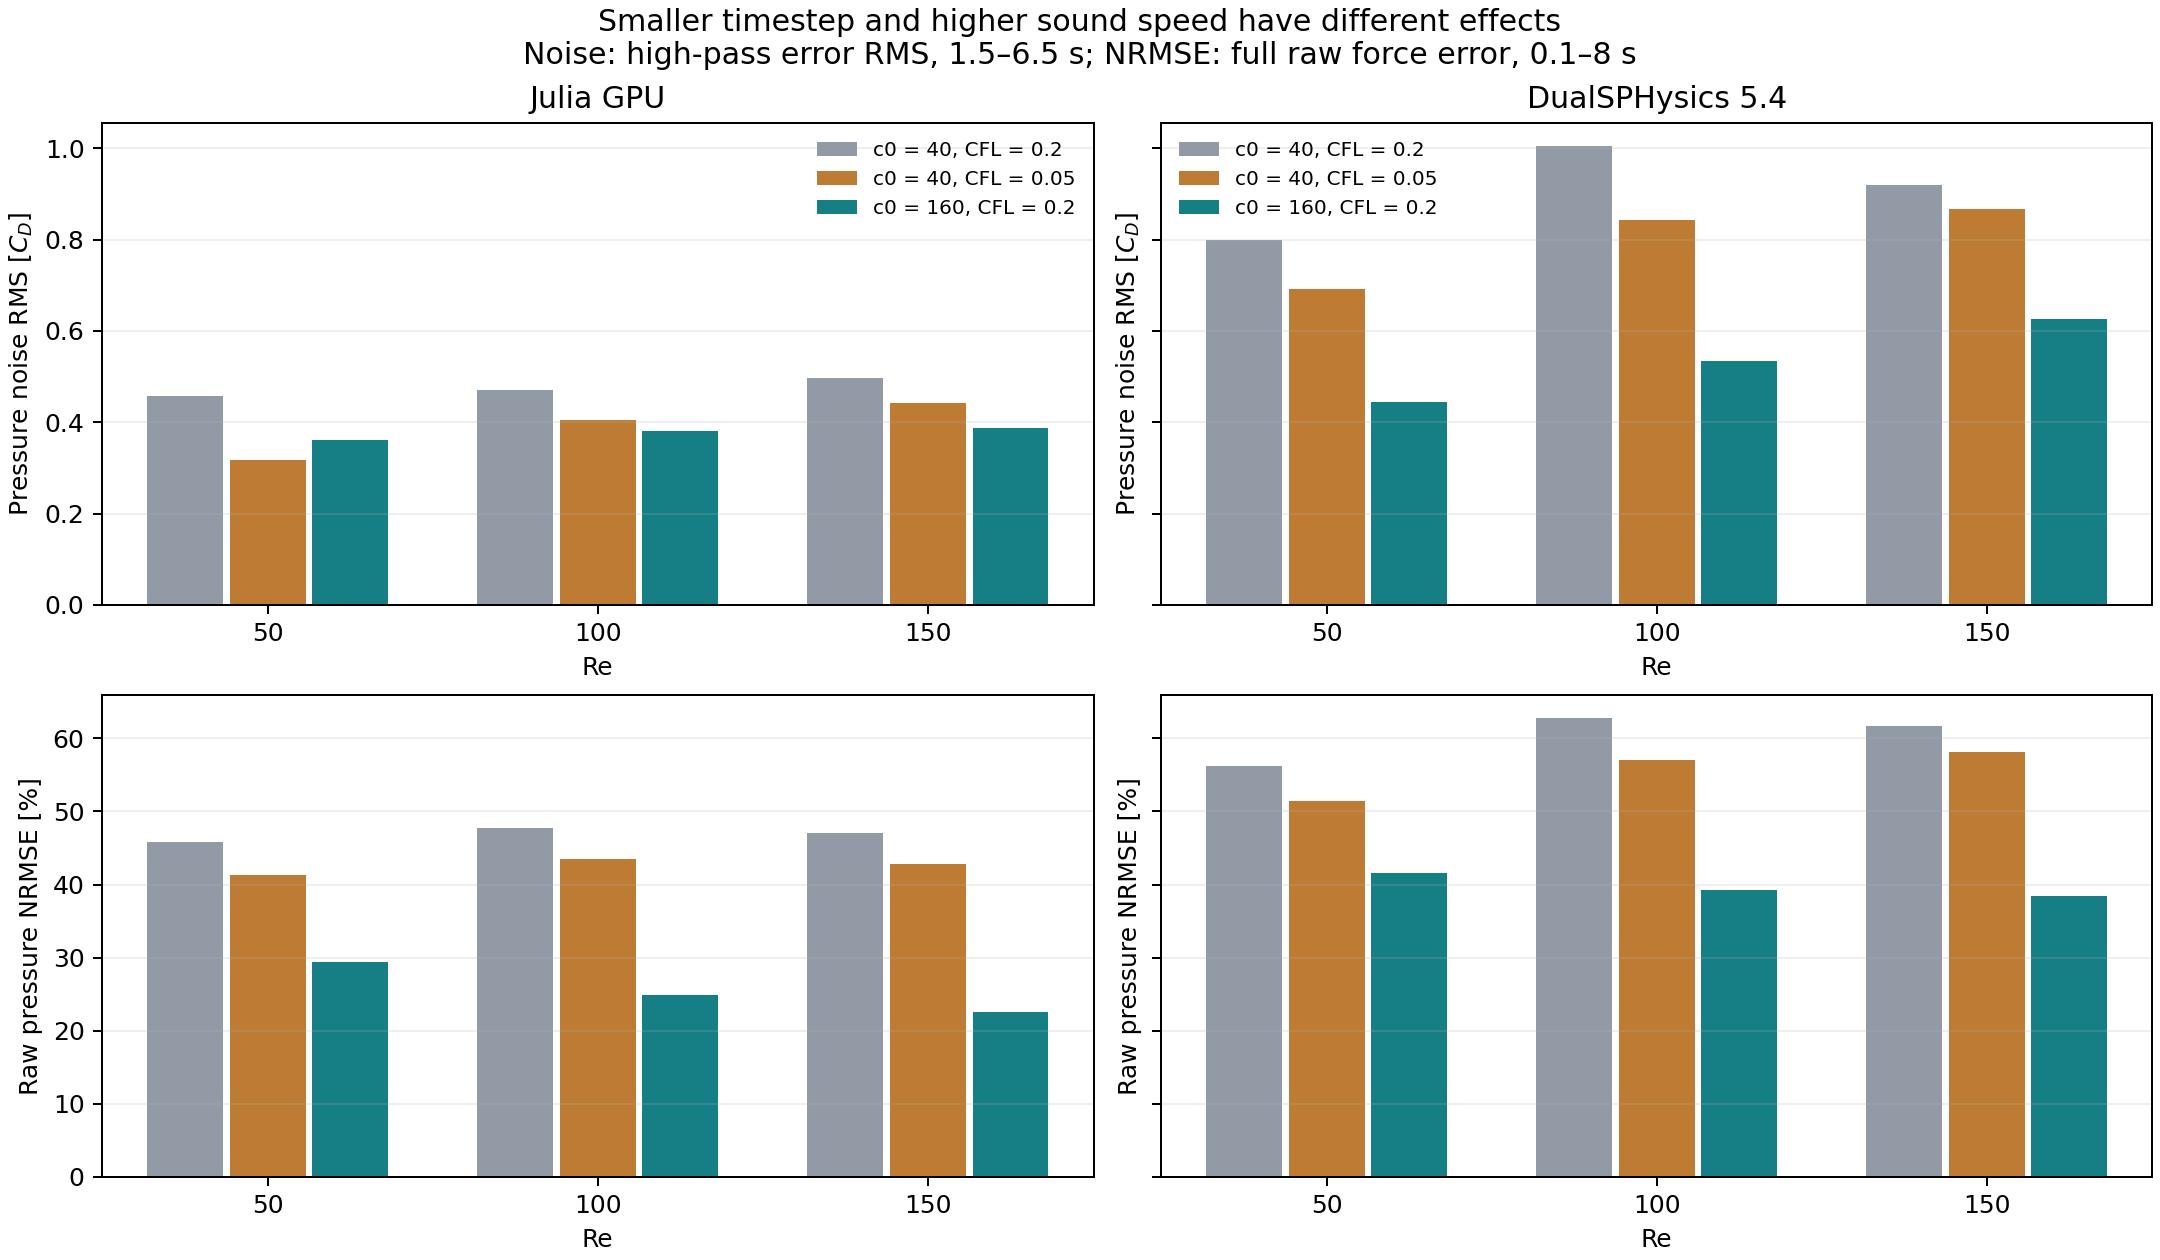 Smaller timestep and higher sound speed have different effects
Noise: high-pass error RMS, 1.5–6.5 s; NRMSE: full raw force error, 0.1–8 s
Julia GPU
Pressure noise RMS [C_D]
1.0
0.8
0.6
0.4
0.2
0.0
c0 = 40, CFL = 0.2
c0 = 40, CFL = 0.05
c0 = 160, CFL = 0.2
50 100 150
Re
DualSPHysics 5.4
Pressure noise RMS [C_D]
c0 = 40, CFL = 0.2
c0 = 40, CFL = 0.05
c0 = 160, CFL = 0.2
50 100 150
Re
Raw pressure NRMSE [%]
60
50
40
30
20
10
0
50 100 150
Re
Raw pressure NRMSE [%]
50 100 150
Re